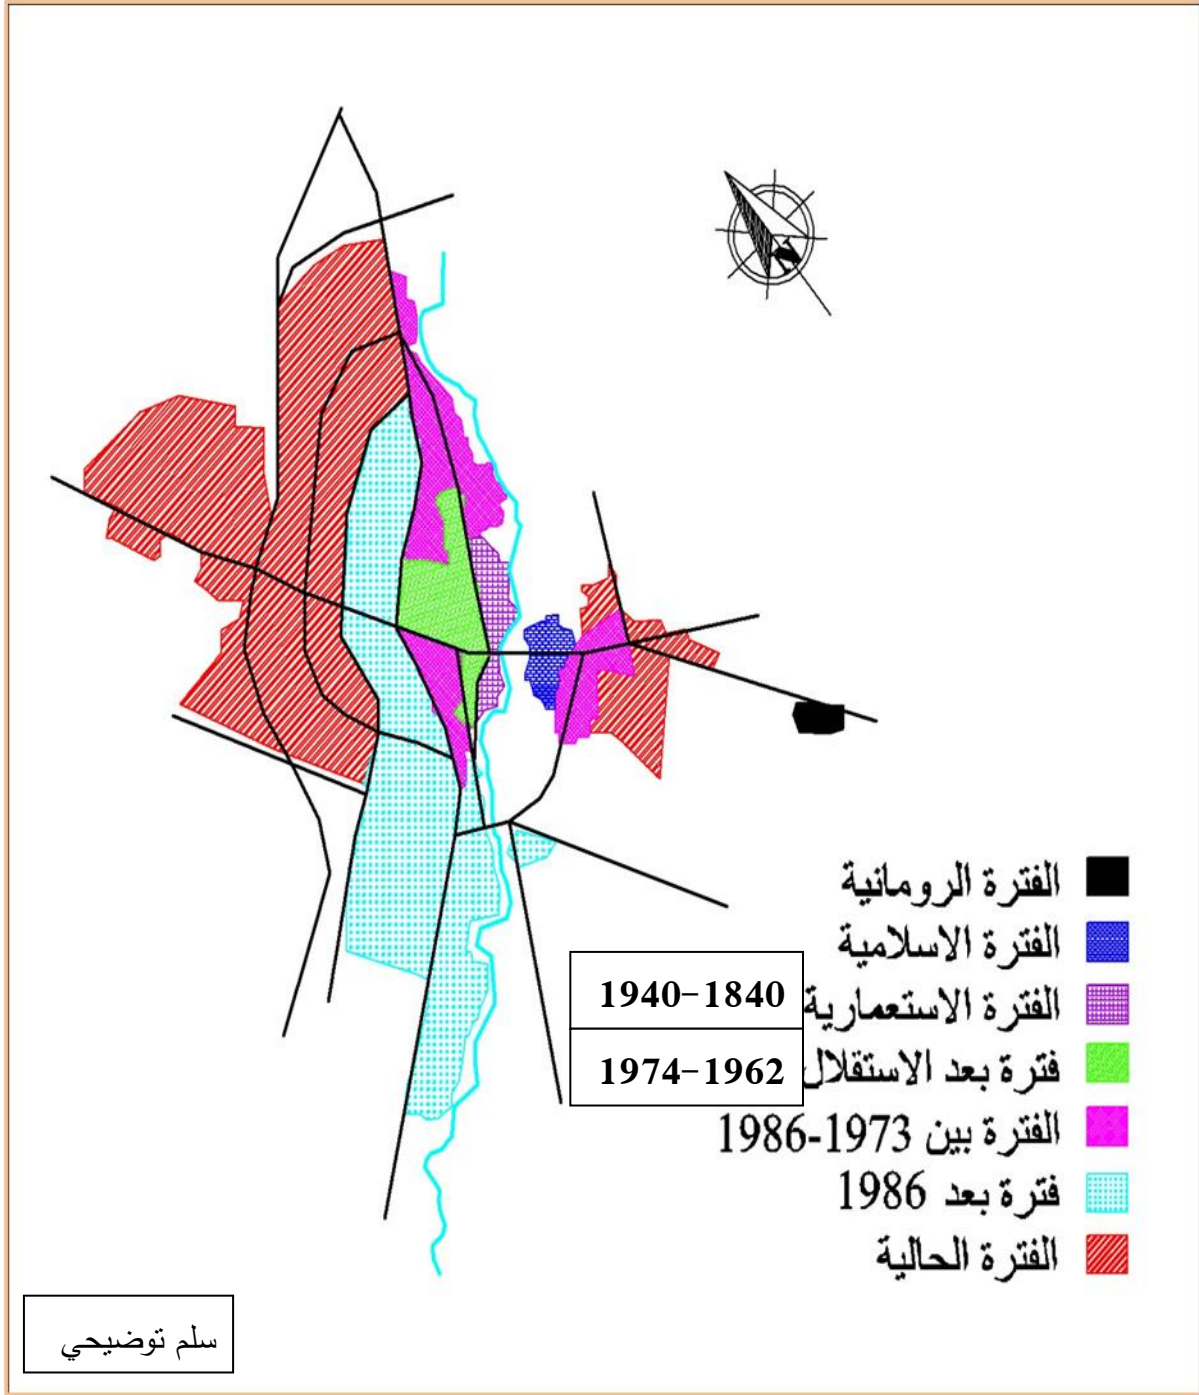 N
الفترة الرومانية
الفترة الاسلامية
الفترة الاستعمارية 1840-1940
فترة بعد الاستقلال 1962-1974
الفترة بين 1973-1986
فترة بعد 1986
الفترة الحالية
سلم توضيحي